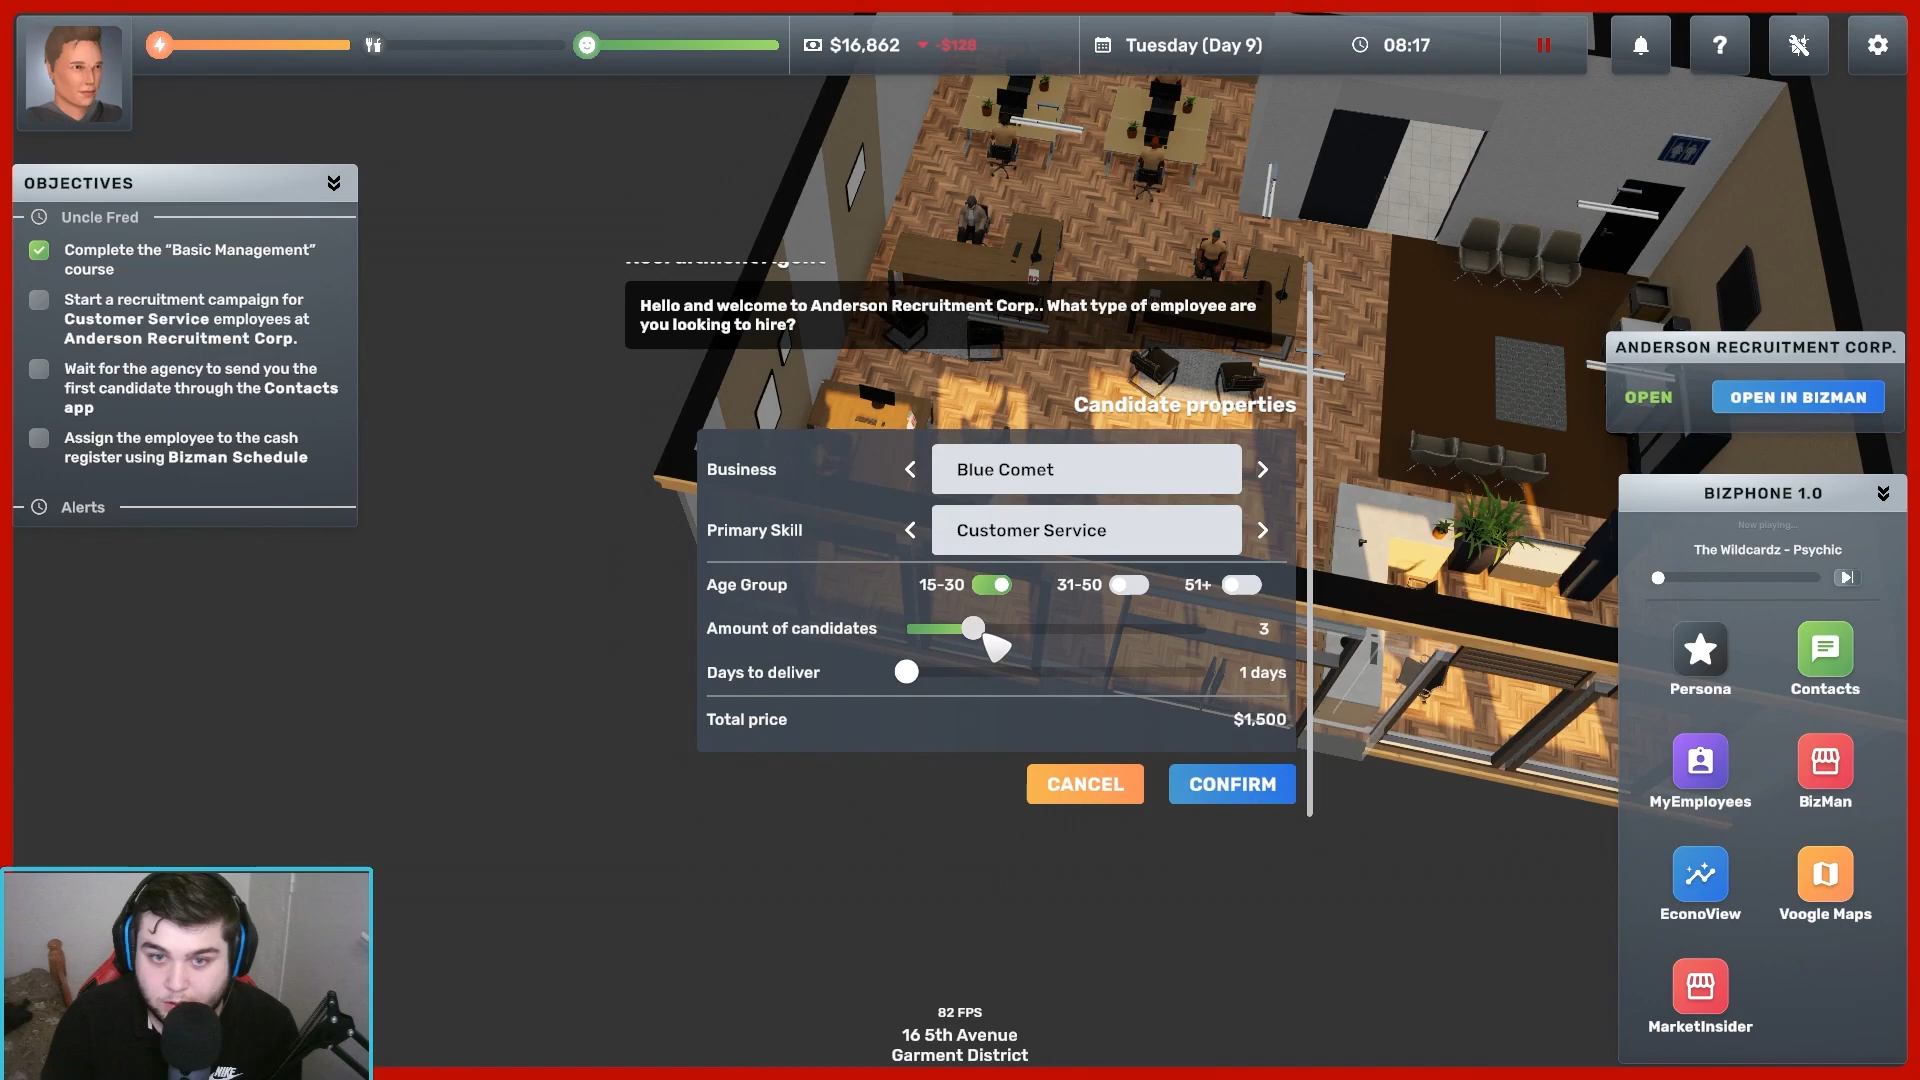 $16,862
-$128
Tuesday (Day 9)
08:17
?
OBJECTIVES
Uncle Fred
Complete the "Basic Management"
course
Start a recruitment campaign for
Customer Service employees at
Anderson Recruitment Corp.
Wait for the agency to send you the
first candidate through the Contacts
app
Assign the employee to the cash
register using Bizman Schedule
Alerts
Recruitment Agent
Hello and welcome to Anderson Recruitment Corp.. What type of employee are
you looking to hire?
Candidate properties
Business
Blue Comet
Primary Skill
Customer Service
Age Group
15-30
31-50
51+
Amount of candidates
3
Days to deliver
1 days
Total price
$1,500
CANCEL
CONFIRM
ANDERSON RECRUITMENT CORP.
OPEN
OPEN IN BIZMAN
BIZPHONE 1.0
Now playing...
The Wildcardz - Psychic
Persona
Contacts
MyEmployees
BizMan
EconoView
Voogle Maps
MarketInsider
NIKE
82 FPS
16 5th Avenue
Garment District